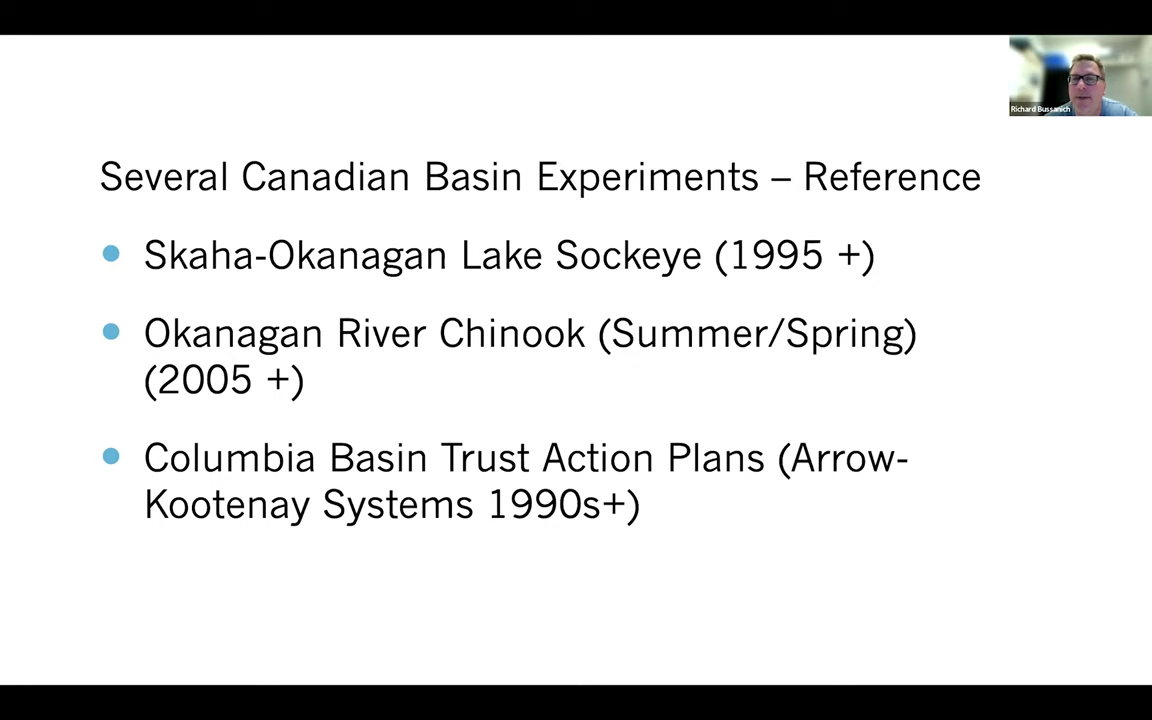 Richard Bussanich
Several Canadian Basin Experiments – Reference
Skaha-Okanagan Lake Sockeye (1995 +)
Okanagan River Chinook (Summer/Spring)
(2005 +)
Columbia Basin Trust Action Plans (Arrow-
Kootenay Systems 1990s+)